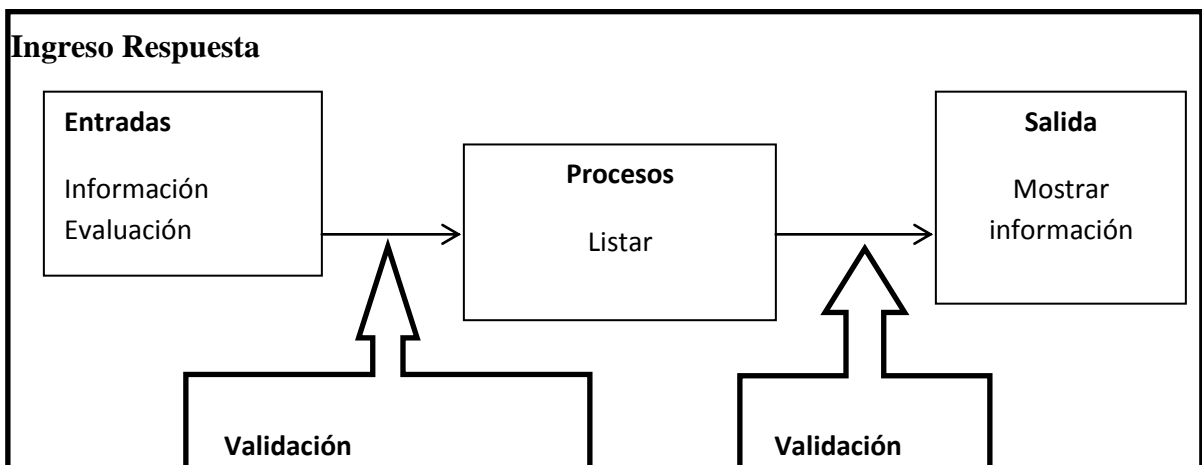 Ingreso Respuesta
Entradas
Información
Evaluación
Procesos
Listar
Salida
Mostrar
información
Validación
Validación